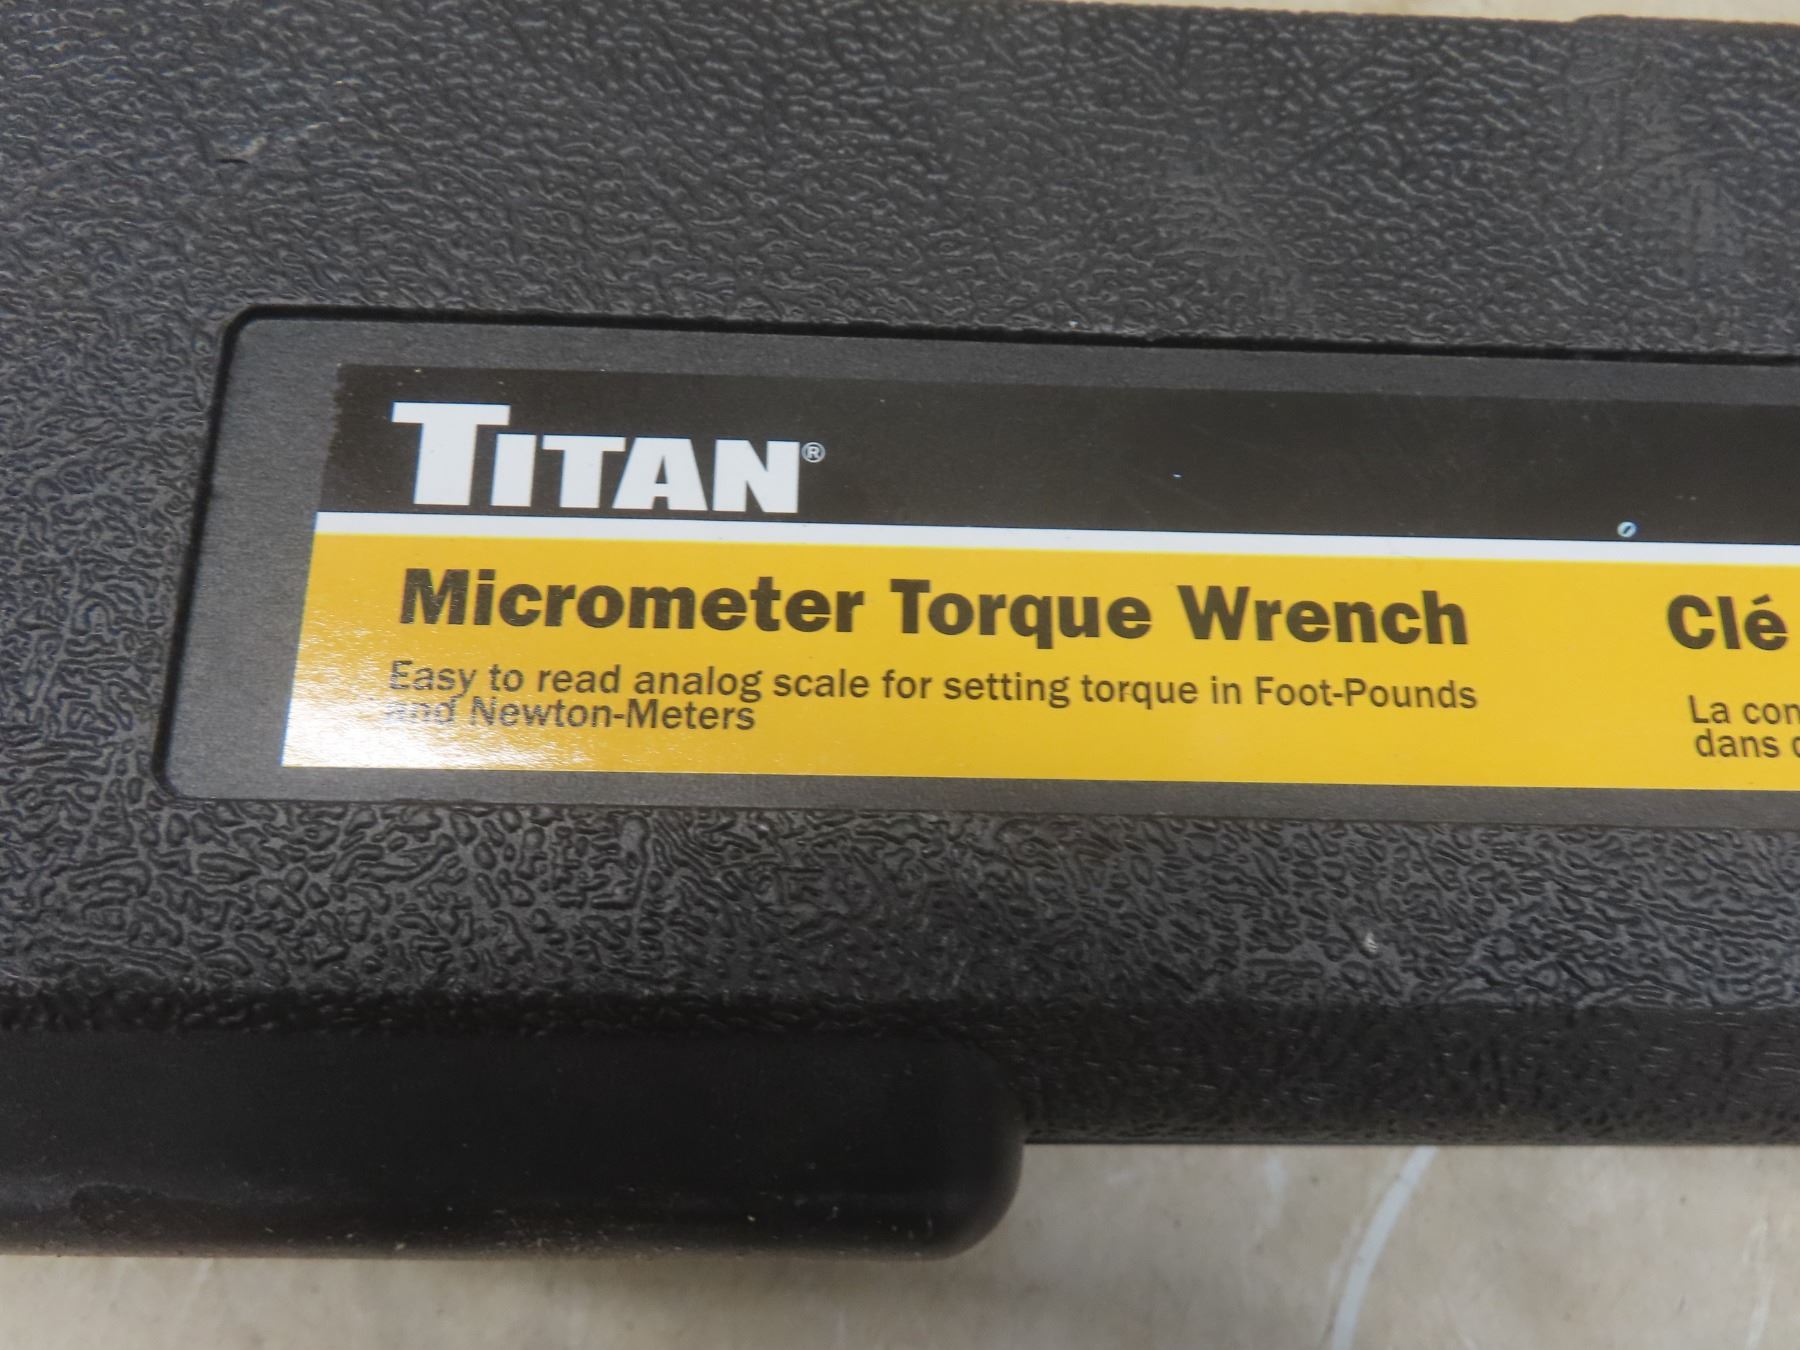 TITAN®
Micrometer Torque Wrench
Easy to read analog scale for setting torque in Foot-Pounds
and Newton-Meters
Clé
La
dans